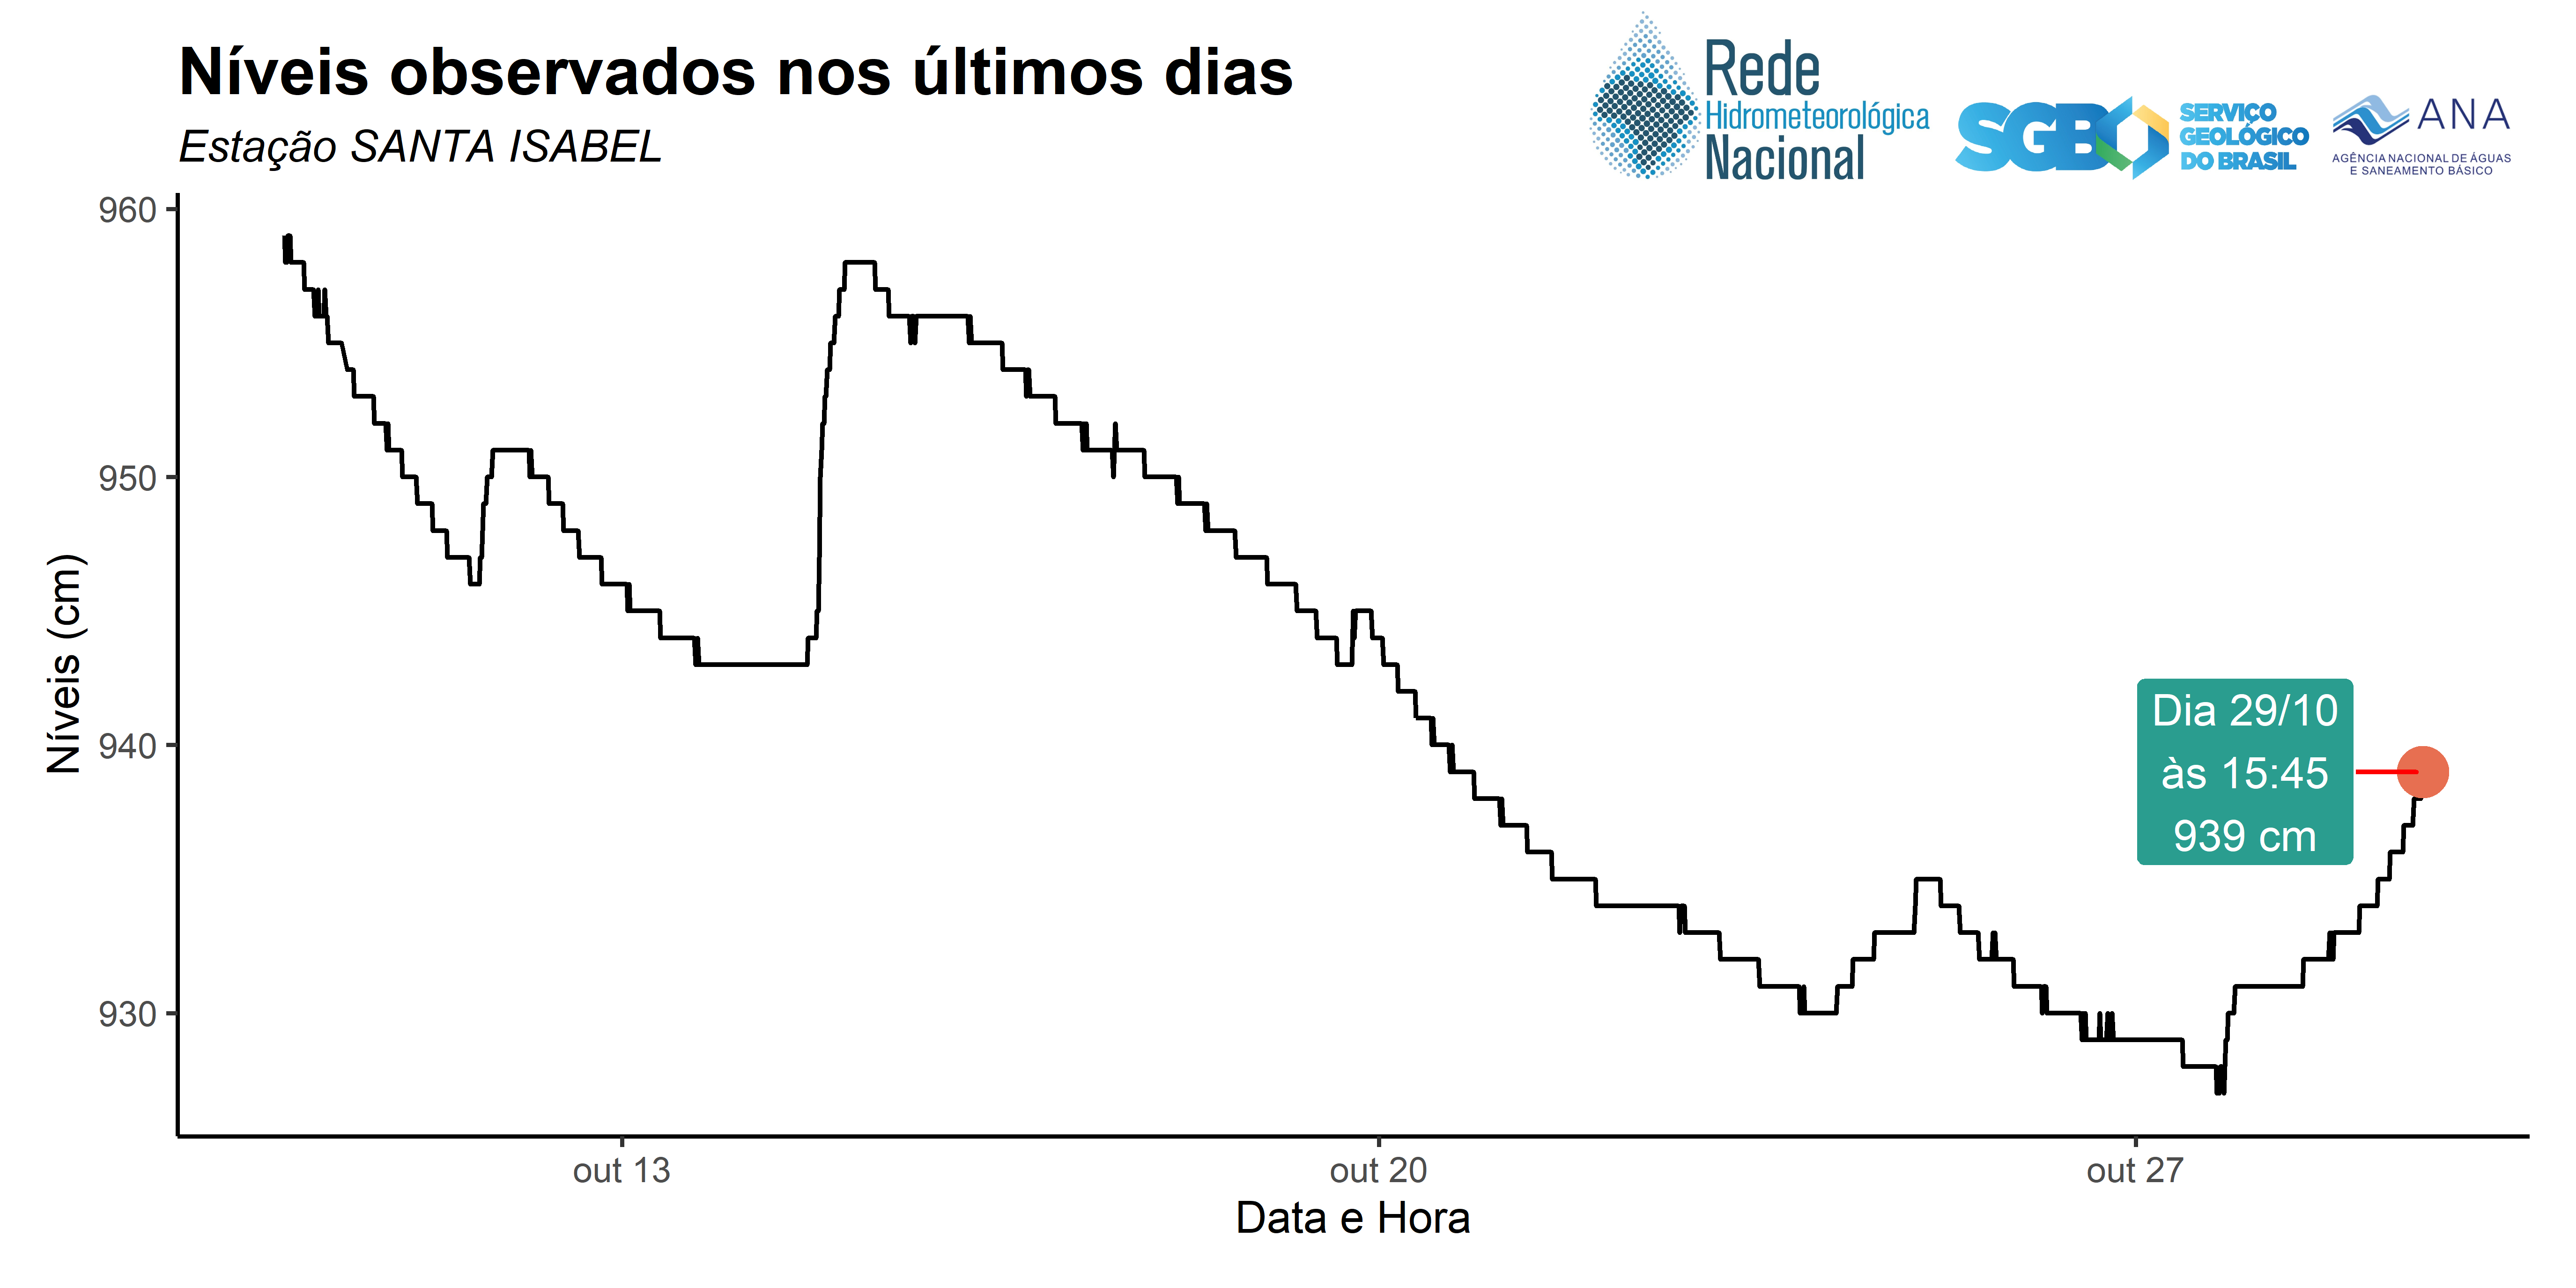 Níveis observados nos últimos dias
Estação SANTA ISABEL
Rede
Hidrometeorológica
Nacional
SGB
SERVIÇO
GEOLÓGICO
DO BRASIL
ANA
AGÊNCIA NACIONAL DE ÁGUAS
E SANEAMENTO BÁSICO
Níveis (cm)
960
950
940
930
Dia 29/10
às 15:45
939 cm
out 13
out 20
out 27
Data e Hora